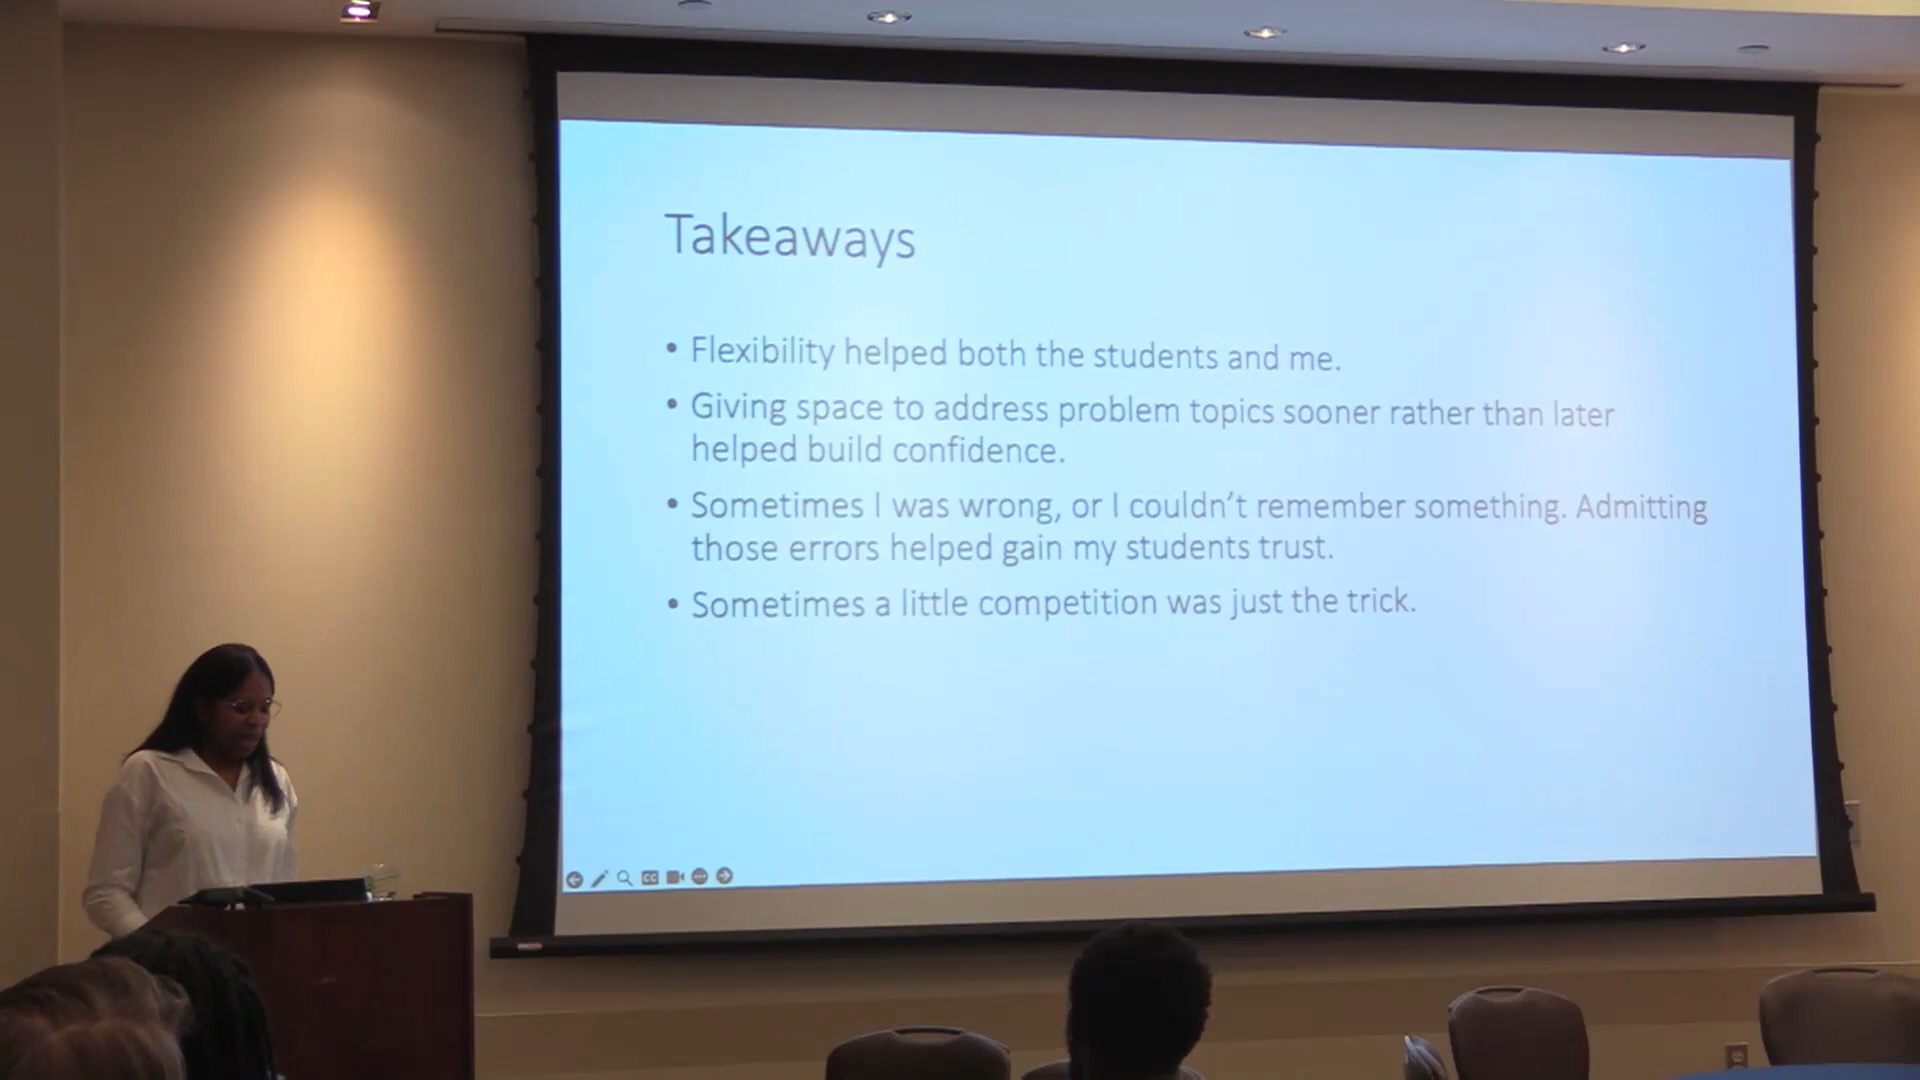 Takeaways
• Flexibility helped both the students and me.
• Giving space to address problem topics sooner rather than later
helped build confidence.
• Sometimes I was wrong, or I couldn’t remember something. Admitting
those errors helped gain my students trust.
• Sometimes a little competition was just the trick.
CC